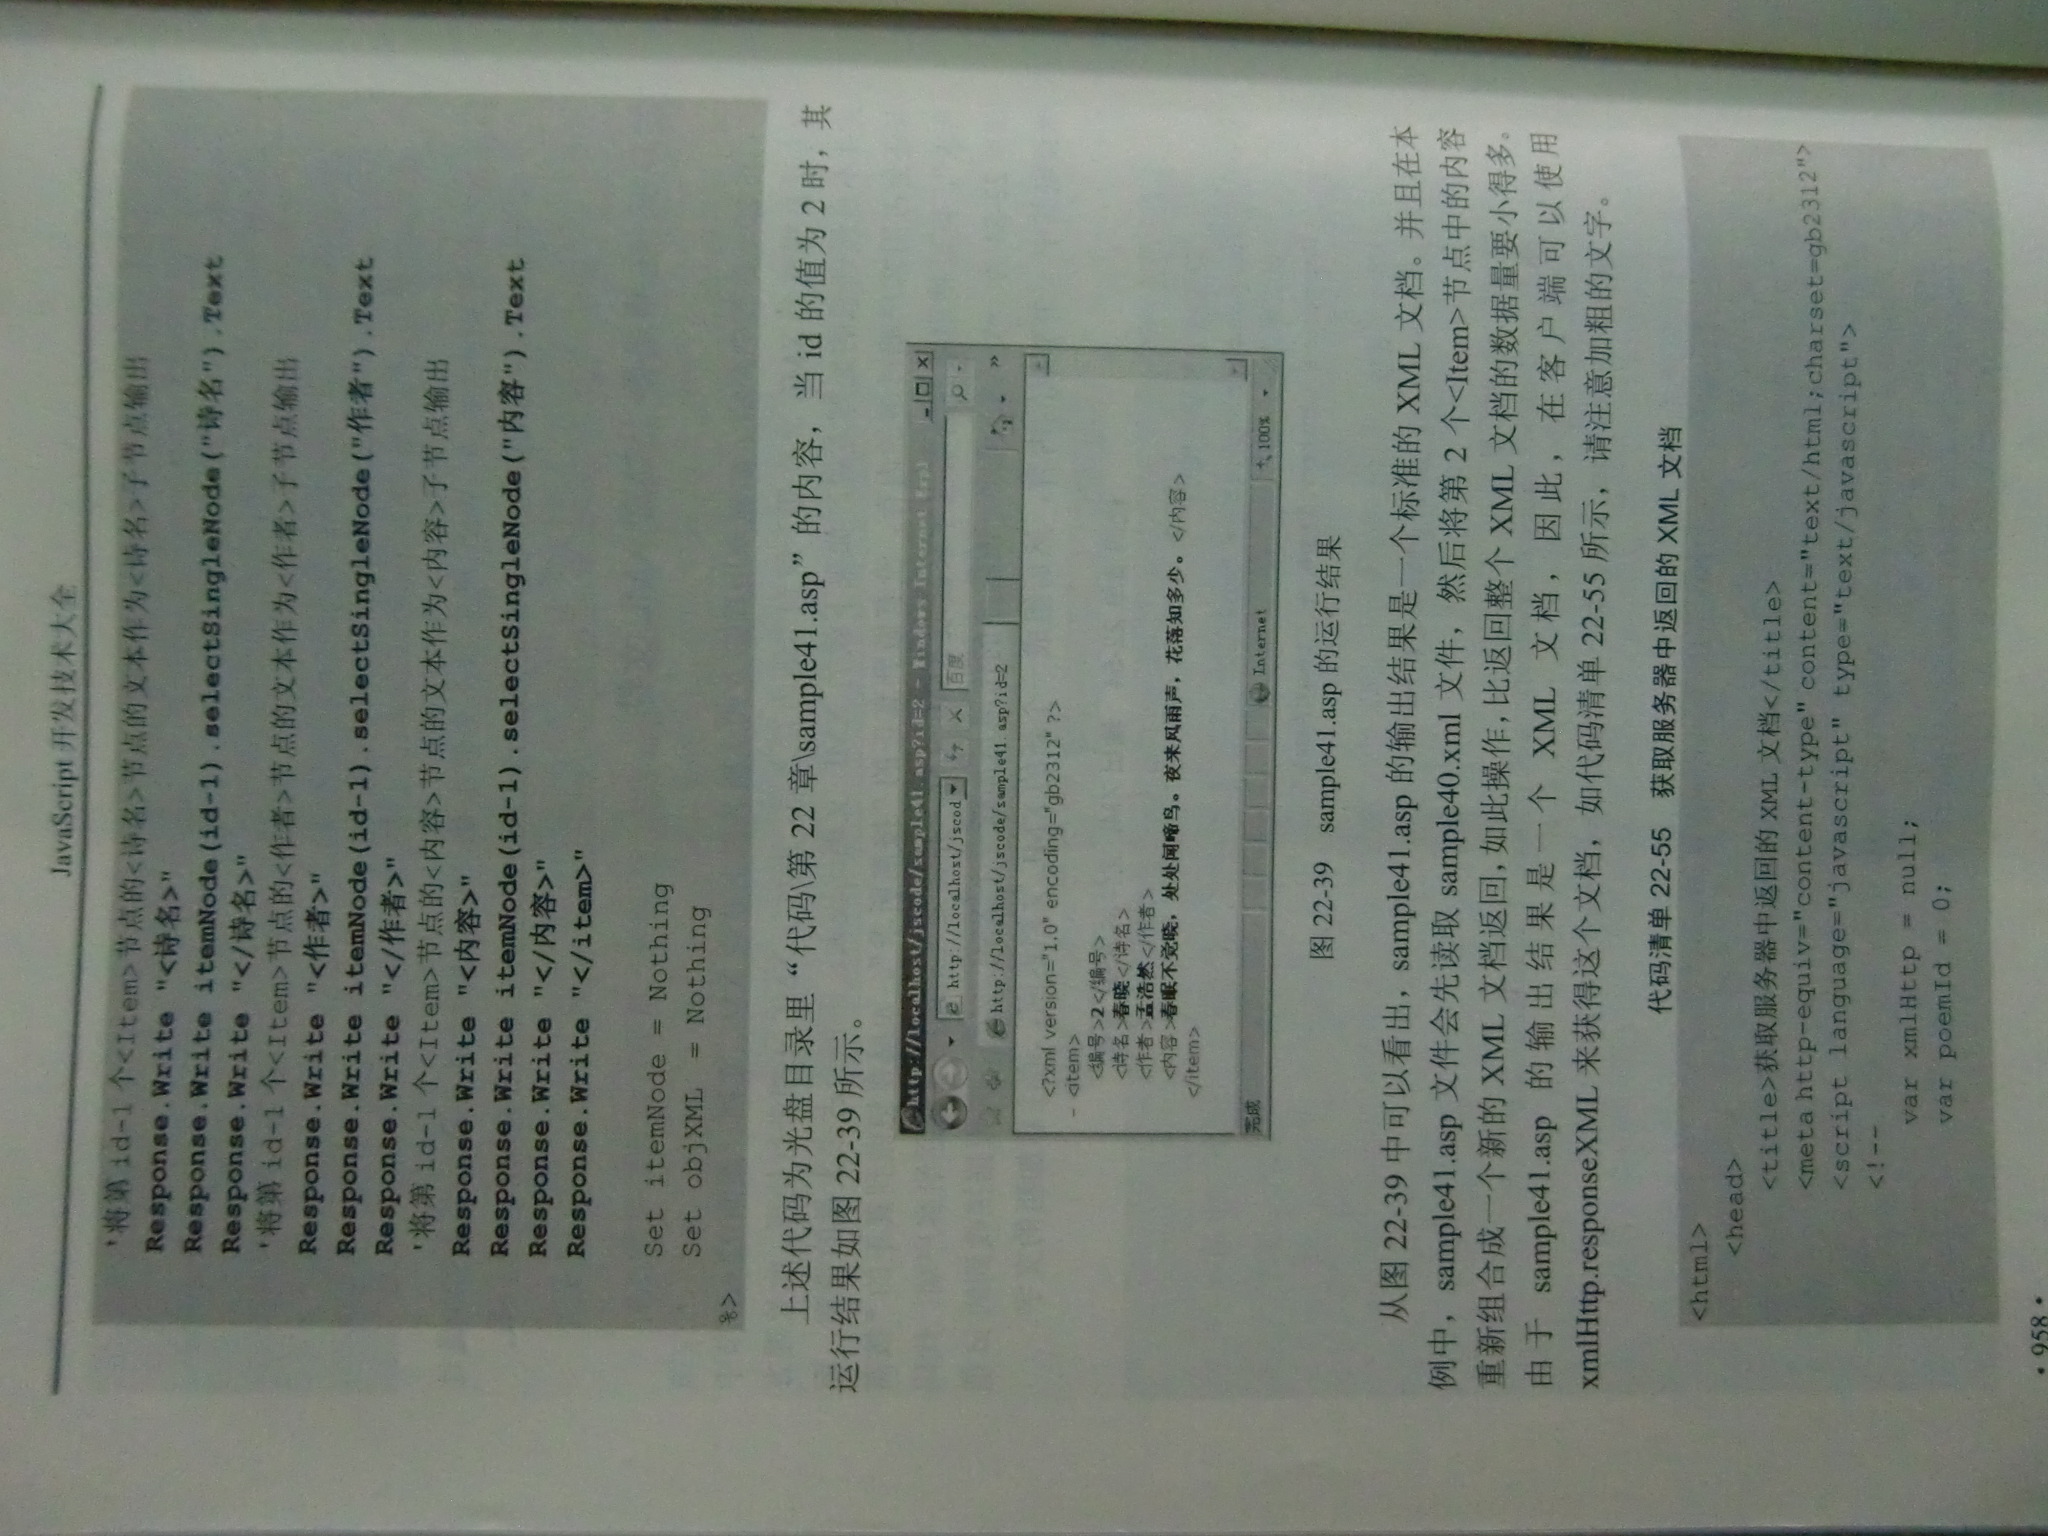 JavaScript 开发技术大全
'将第 id-1 个<Item>节点的<诗名>节点的文本作为<诗名>子节点输出
Response.Write "<诗名>"
Response.Write itemNode(id-1).selectSingleNode("诗名").Text
Response.Write "</诗名>"
'将第 id-1 个<Item>节点的<作者>节点的文本作为<作者>子节点输出
Response.Write "<作者>"
Response.Write itemNode(id-1).selectSingleNode("作者").Text
Response.Write "</作者>"
'将第 id-1 个<Item>节点的<内容>节点的文本作为<内容>子节点输出
Response.Write "<内容>"
Response.Write itemNode(id-1).selectSingleNode("内容").Text
Response.Write "</内容>"
Response.Write "</item>"
Set itemNode = Nothing
Set objXML = Nothing
%>
上述代码为光盘目录里“代码\第 22 章\sample41.asp”的内容，当 id 的值为 2 时，其
运行结果如图 22-39 所示。
http://localhost/jscode/sample41.asp?id=2 - Windows Internet Expl
http://localhost/jscod
百度
http://localhost/jscode/sample41.asp?id=2
<?xml version="1.0" encoding="gb2312" ?>
- <item>
<编号>2</编号>
<诗名>春晓</诗名>
<作者>孟浩然</作者>
<内容>春眠不觉晓，处处闻啼鸟。夜来风雨声，花落知多少。</内容>
</item>
完成
Internet
100%
图 22-39 sample41.asp 的运行结果
从图 22-39 中可以看出，sample41.asp 的输出结果是一个标准的 XML 文档。并且在本
例中，sample41.asp 文件会先读取 sample40.xml 文件，然后将第 2 个<Item>节点中的内容
重新组合成一个新的 XML 文档返回，如此操作，比返回整个 XML 文档的数据量要小得多。
由于 sample41.asp 的输出结果是一个 XML 文档，因此，在客户端可以使用
xmlHttp.responseXML 来获得这个文档，如代码清单 22-55 所示，请注意加粗的文字。
代码清单 22-55 获取服务器中返回的 XML 文档
<html>
<head>
<title>获取服务器中返回的 XML 文档</title>
<meta http-equiv="content-type" content="text/html;charset=gb2312">
<script language="javascript" type="text/javascript">
<!--
var xmlHttp = null;
var poemId = 0;
• 958 •